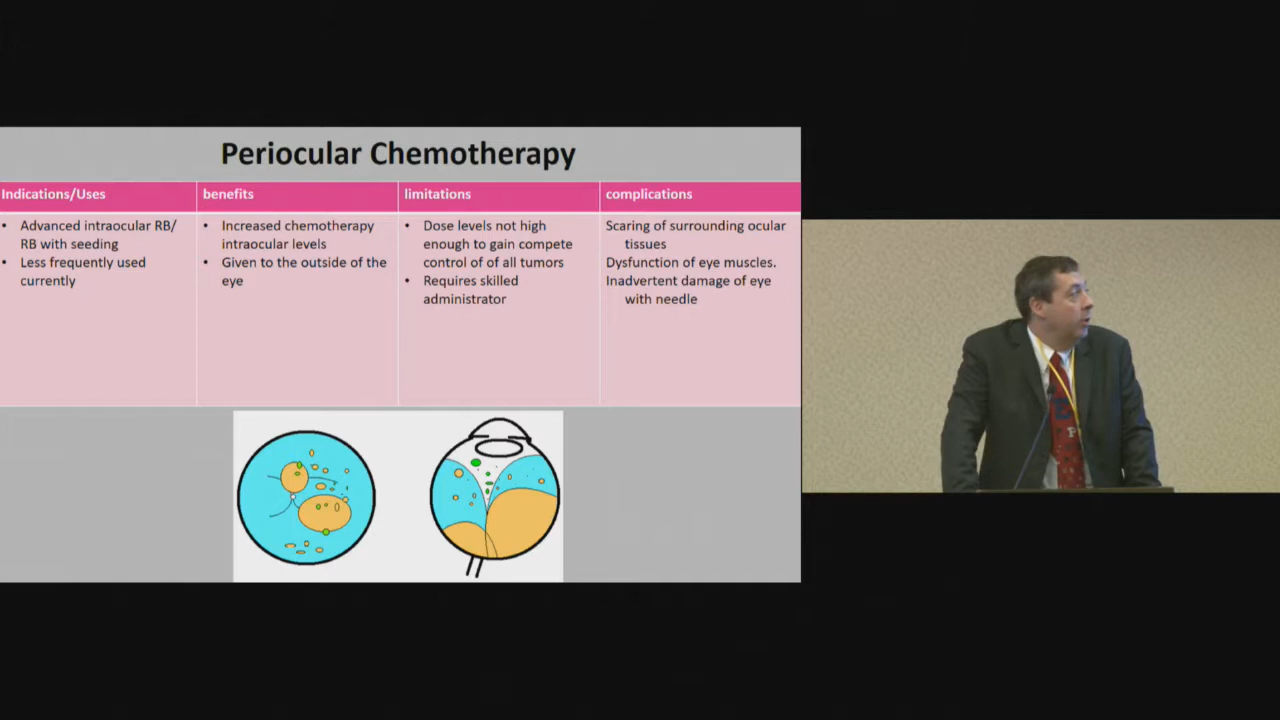 Periocular Chemotherapy
Indications/Uses
benefits
limitations
complications
• Advanced intraocular RB/
RB with seeding
• Less frequently used
currently
• Increased chemotherapy
intraocular levels
• Given to the outside of the
eye
• Dose levels not high
enough to gain compete
control of of all tumors
• Requires skilled
administrator
Scaring of surrounding ocular
tissues
Dysfunction of eye muscles.
Inadvertent damage of eye
with needle
P